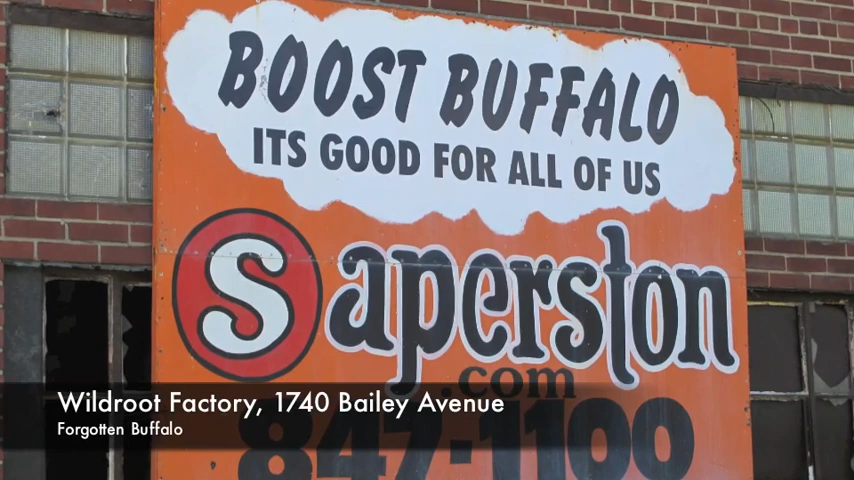 BOOST BUFFALO
ITS GOOD FOR ALL OF US
Saperston
.com
847-1100
Wildroot Factory, 1740 Bailey Avenue
Forgotten Buffalo